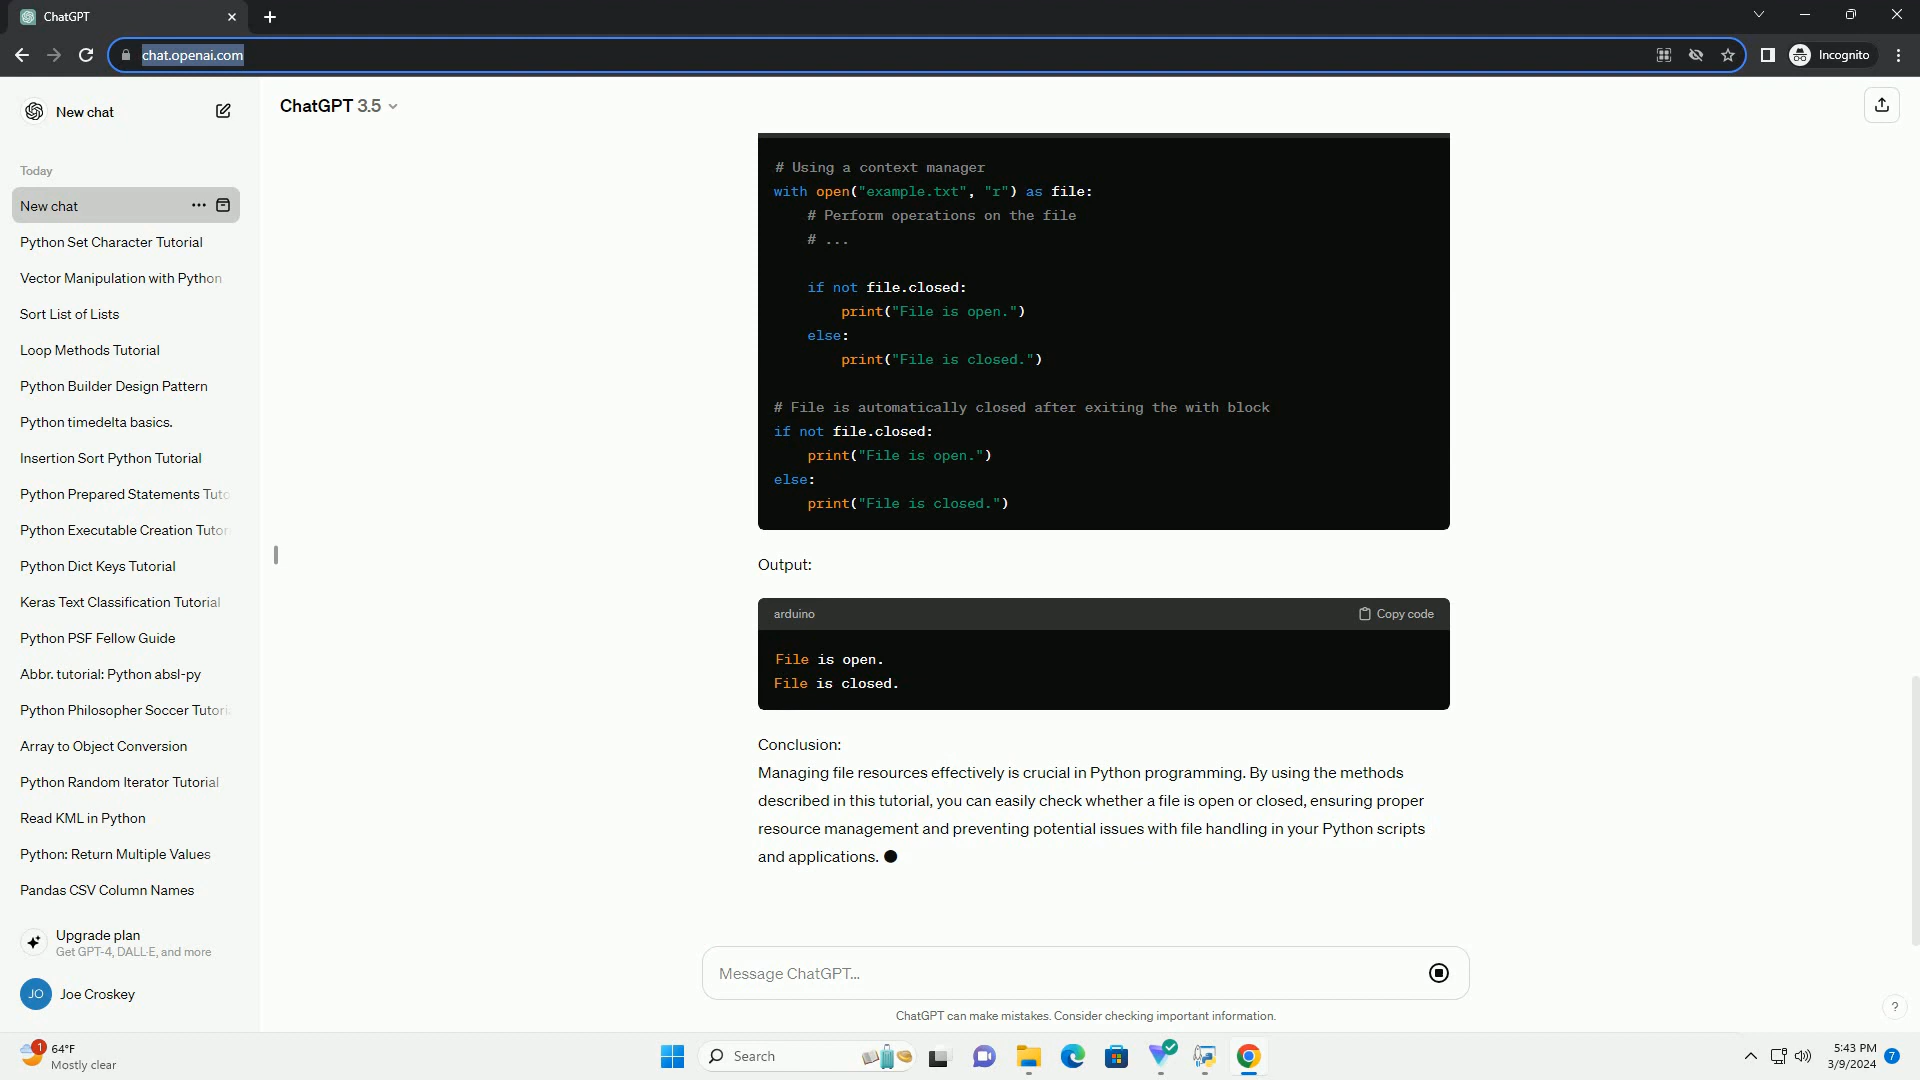 ChatGPT
chat.openai.com
Incognito
New chat
ChatGPT 3.5
Today
New chat
Python Set Character Tutorial
Vector Manipulation with Python
Sort List of Lists
Loop Methods Tutorial
Python Builder Design Pattern
Python timedelta basics.
Insertion Sort Python Tutorial
Python Prepared Statements Tuto
Python Executable Creation Tutor
Python Dict Keys Tutorial
Keras Text Classification Tutorial
Python PSF Fellow Guide
Abbr. tutorial: Python absl-py
Python Philosopher Soccer Tutori
Array to Object Conversion
Python Random Iterator Tutorial
Read KML in Python
Python: Return Multiple Values
Pandas CSV Column Names
Upgrade plan
Get GPT-4, DALL·E, and more
JO Joe Croskey
# Using a context manager
with open("example.txt", "r") as file:
# Perform operations on the file
# ...
if not file.closed:
print("File is open.")
else:
print("File is closed.")
# File is automatically closed after exiting the with block
if not file.closed:
print("File is open.")
else:
print("File is closed.")
Output:
arduino
Copy code
File is open.
File is closed.
Conclusion:
Managing file resources effectively is crucial in Python programming. By using the methods
described in this tutorial, you can easily check whether a file is open or closed, ensuring proper
resource management and preventing potential issues with file handling in your Python scripts
and applications.
Message ChatGPT...
ChatGPT can make mistakes. Consider checking important information.
?
1
64°F
Mostly clear
Search
5:43 PM
3/9/2024
7